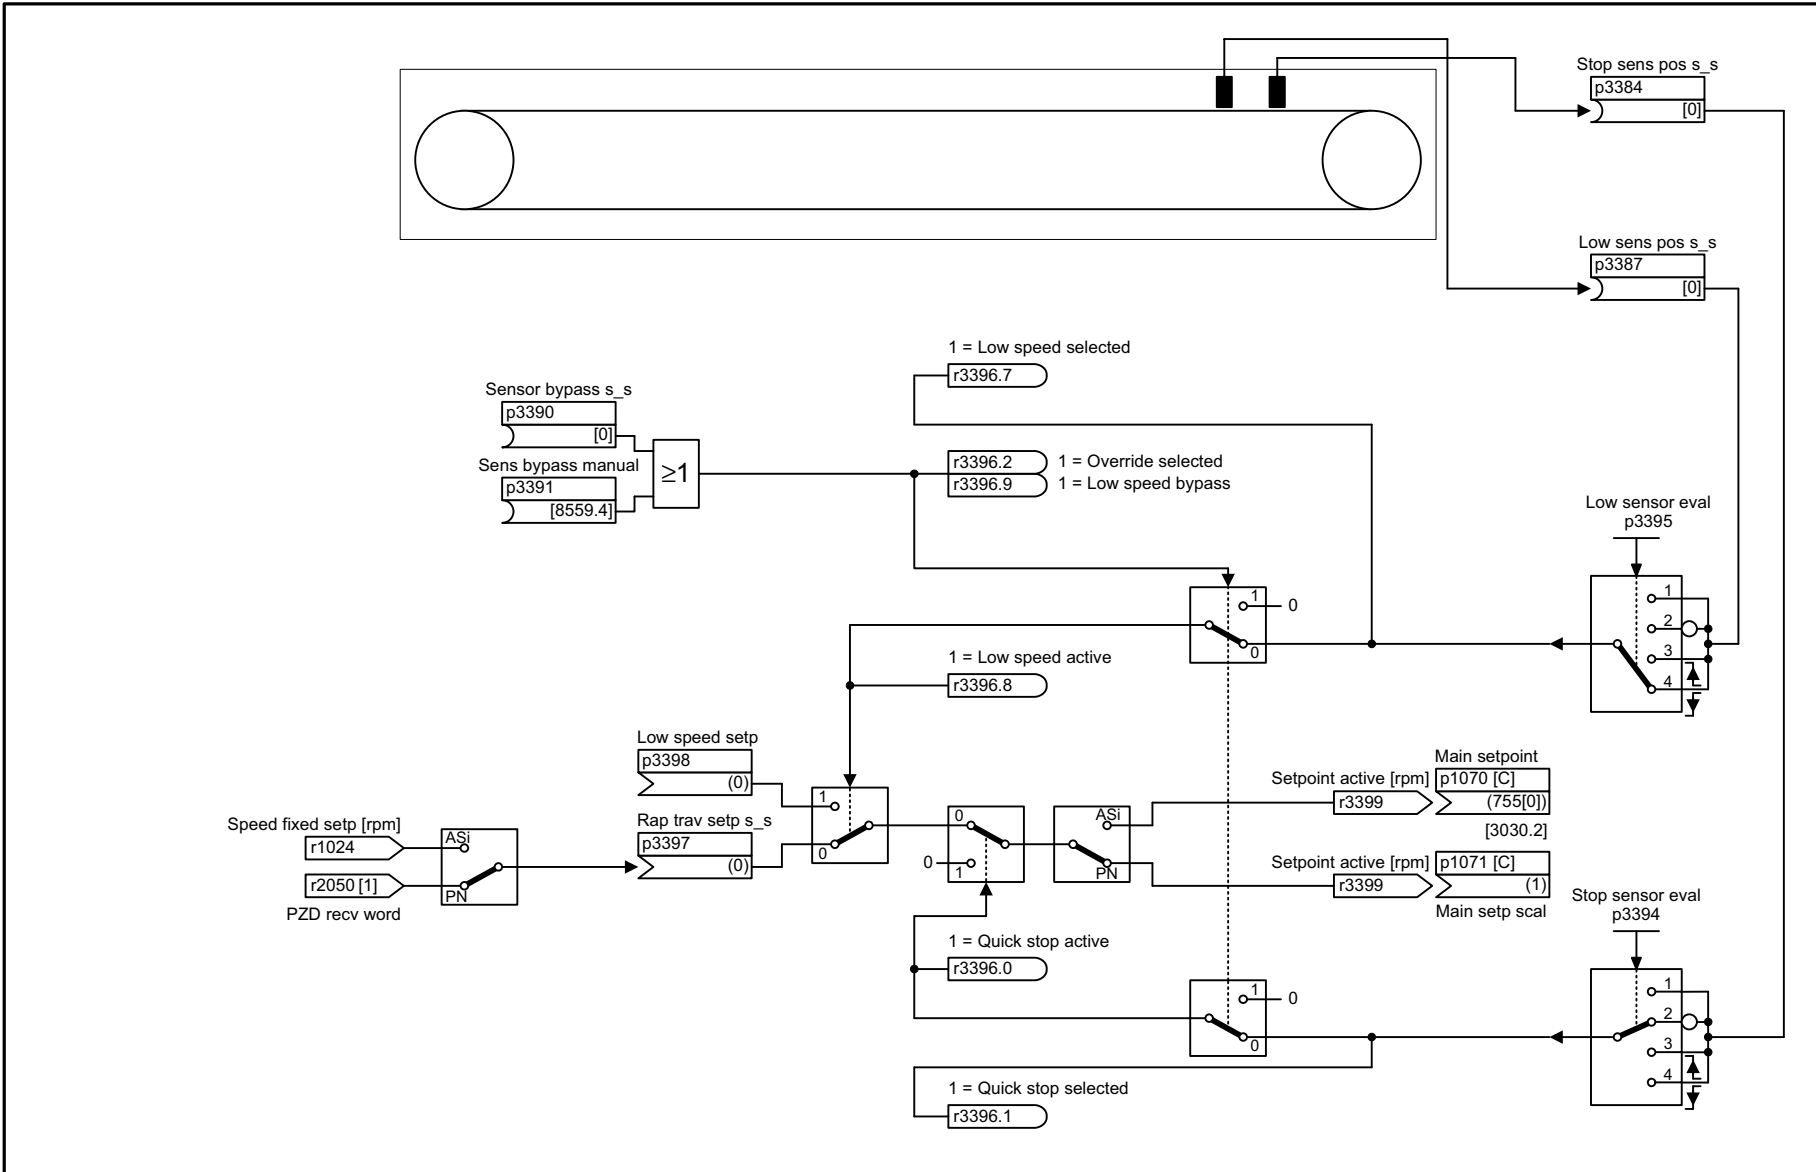 Stop sens pos s_s
p3384
[0]
Low sens pos s_s
p3387
[0]
1 = Low speed selected
r3396.7
Sensor bypass s_s
p3390
[0]
Sens bypass manual
p3391
[8559.4]
≥1
r3396.2 1 = Override selected
r3396.9 1 = Low speed bypass
Low sensor eval
p3395
1
2
3
4
1 0
0
1 = Low speed active
r3396.8
Low speed setp
p3398
(0)
Rap trav setp s_s
p3397
(0)
Speed fixed setp [rpm]
r1024
r2050 [1]
PZD recv word
ASi
PN
1
0
0
0
1
ASi
PN
Main setpoint
Setpoint active [rpm] p1070 [C]
r3399 (755[0])
[3030.2]
Setpoint active [rpm] p1071 [C]
r3399 (1)
Main setp scal
Stop sensor eval
p3394
1
2
3
4
1 = Quick stop active
r3396.0
1 0
0
1 = Quick stop selected
r3396.1